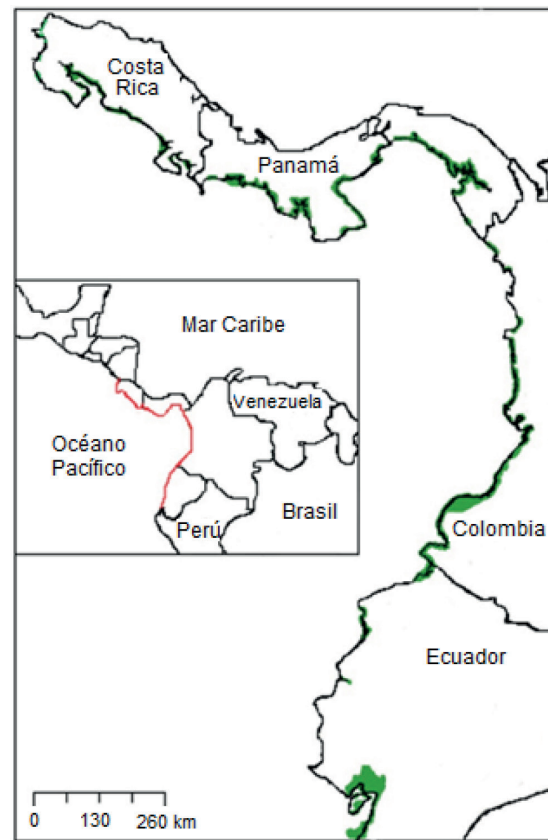 Costa
Rica
Panamá
Mar Caribe
Venezuela
Océano
Pacífico
Perú
Brasil
Colombia
Ecuador
0 130 260 km